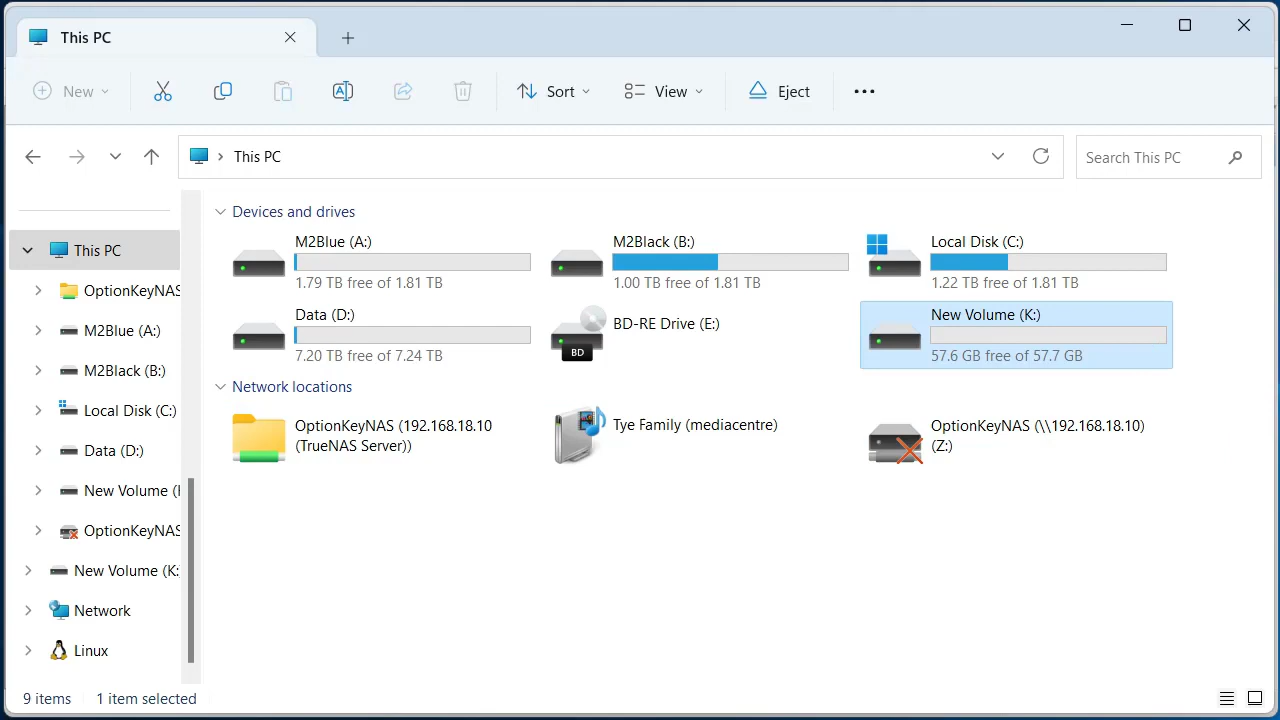 This PC
New
Sort
View
Eject
This PC
Search This PC
Devices and drives
M2Blue (A:)
1.79 TB free of 1.81 TB
M2Black (B:)
1.00 TB free of 1.81 TB
Local Disk (C:)
1.22 TB free of 1.81 TB
Data (D:)
7.20 TB free of 7.24 TB
BD-RE Drive (E:)
BD
New Volume (K:)
57.6 GB free of 57.7 GB
Network locations
OptionKeyNAS (192.168.18.10
(TrueNAS Server))
Tye Family (mediacentre)
OptionKeyNAS (\\192.168.18.10)
(Z:)
This PC
OptionKeyNAS
M2Blue (A:)
M2Black (B:)
Local Disk (C:)
Data (D:)
New Volume (
OptionKeyNAS
New Volume (K:
Network
Linux
9 items
1 item selected